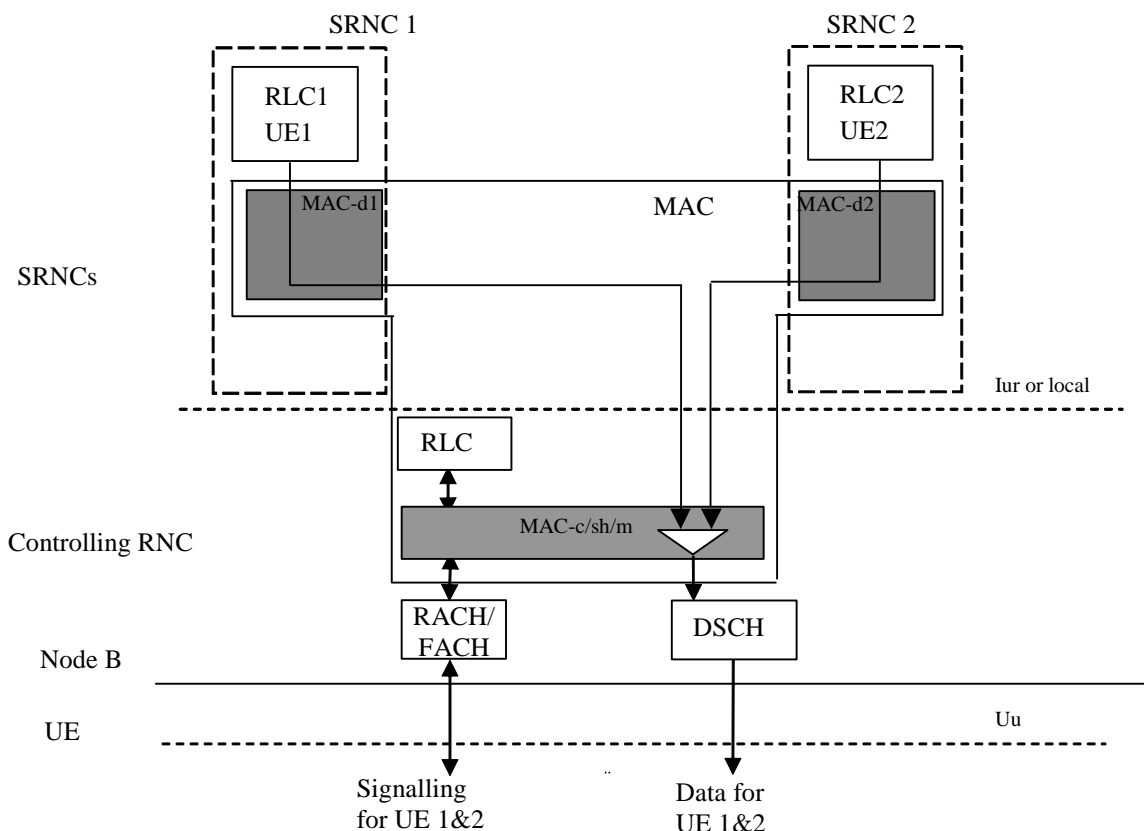 SRNC 1
SRNC 2
RLC1
UE1
RLC2
UE2
MAC-d1
MAC
MAC-d2
SRNCs
Iur or local
RLC
MAC-c/sh/m
Controlling RNC
RACH/
FACH
DSCH
Node B
UE
Uu
Signalling
for UE 1&2
Data for
UE 1&2